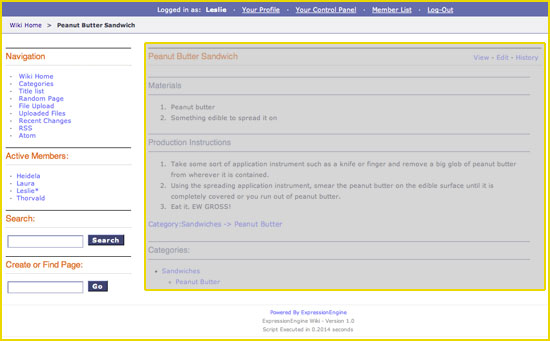 Logged in as: Leslie · Your Profile · Your Control Panel · Member List · Log-Out
Wiki Home > Peanut Butter Sandwich
Navigation
· Wiki Home
· Categories
· Title list
· Random Page
· File Upload
· Uploaded Files
· Recent Changes
· RSS
· Atom
Active Members:
· Heidela
· Laura
· Leslie*
· Thorvald
Search:
Search
Create or Find Page:
Go
Peanut Butter Sandwich
View • Edit • History
Materials
1. Peanut butter
2. Something edible to spread it on
Production Instructions
1. Take some sort of application instrument such as a knife or finger and remove a big glob of peanut butter
from wherever it is contained.
2. Using the spreading application instrument, smear the peanut butter on the edible surface until it is
completely covered or you run out of peanut butter.
3. Eat it. EW GROSS!
Category:Sandwiches -> Peanut Butter
Categories:
• Sandwiches
• Peanut Butter
Powered By ExpressionEngine
ExpressionEngine Wiki - Version 1.0
Script Executed in 0.2014 seconds